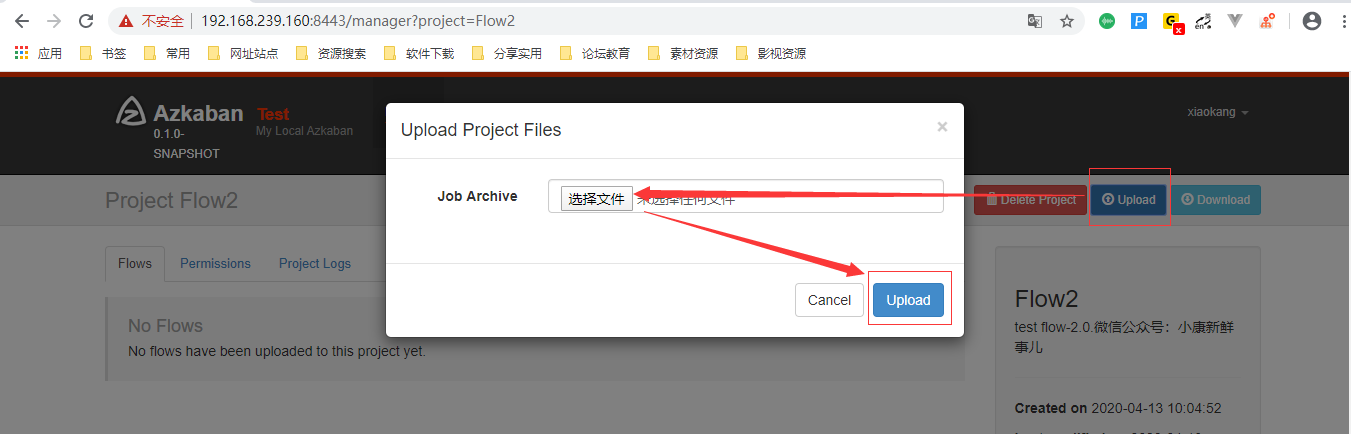 不安全 | 192.168.239.160:8443/manager?project=Flow2
应用 书签 常用 网址站点 资源搜索 软件下载 分享实用 论坛教育 素材资源 影视资源
Azkaban
0.1.0-
SNAPSHOT
Test
My Local Azkaban
xiaokang
Upload Project Files
×
Job Archive
选择文件 未选择任何文件
Cancel
Upload
Project Flow2
Delete Project
Upload
Download
Flows
Permissions
Project Logs
No Flows
No flows have been uploaded to this project yet.
Flow2
test flow-2.0.微信公众号：小康新鲜
事儿
Created on 2020-04-13 10:04:52